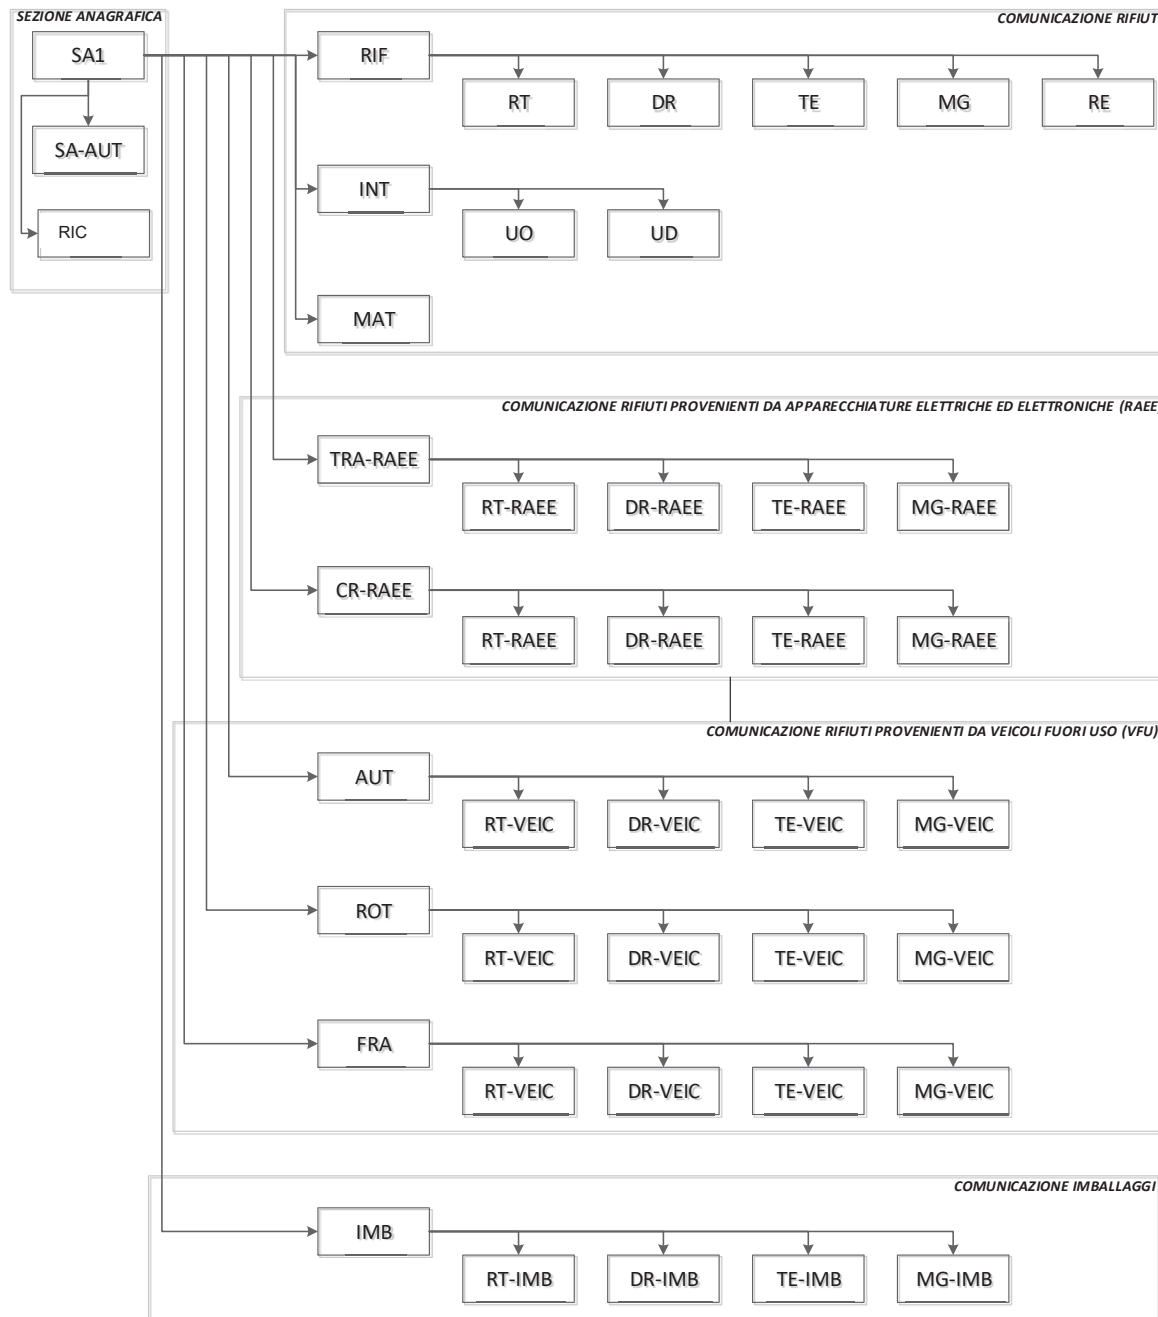 SEZIONE ANAGRAFICA
SA1
SA-AUT
RIC
COMUNICAZIONE RIFIUT
RIF
RT
DR
TE
MG
RE
INT
UO
UD
MAT
COMUNICAZIONE RIFIUTI PROVENIENTI DA APPARECCHIATURE ELETTRICHE ED ELETTRONICHE (RAEE
TRA-RAEE
RT-RAEE
DR-RAEE
TE-RAEE
MG-RAEE
CR-RAEE
RT-RAEE
DR-RAEE
TE-RAEE
MG-RAEE
COMUNICAZIONE RIFIUTI PROVENIENTI DA VEICOLI FUORI USO (VFU)
AUT
RT-VEIC
DR-VEIC
TE-VEIC
MG-VEIC
ROT
RT-VEIC
DR-VEIC
TE-VEIC
MG-VEIC
FRA
RT-VEIC
DR-VEIC
TE-VEIC
MG-VEIC
COMUNICAZIONE IMBALLAGGI
IMB
RT-IMB
DR-IMB
TE-IMB
MG-IMB